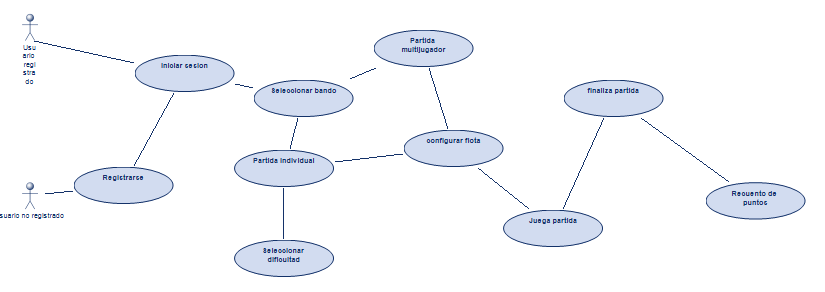 Usu
ario
regi
stra
do
Iniciar sesion
Seleccionar bando
Partida
multijugador
finaliza partida
configurar flota
Partida individual
Registrarse
Recuento de
puntos
suario no registrado
Juega partida
Seleccionar
dificultad